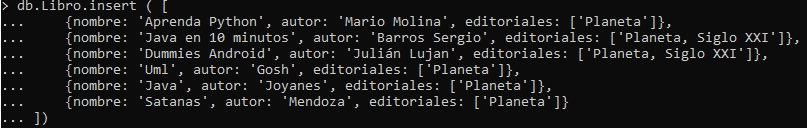 > db.Libro.insert ( [
...     {nombre: 'Aprenda Python', autor: 'Mario Molina', editoriales: ['Planeta']},
...     {nombre: 'Java en 10 minutos', autor: 'Barros Sergio', editoriales: ['Planeta, Siglo XXI']},
...     {nombre: 'Dummies Android', autor: 'Julián Lujan', editoriales: ['Planeta, Siglo XXI']},
...     {nombre: 'Uml', autor: 'Gosh', editoriales: ['Planeta']},
...     {nombre: 'Java', autor: 'Joyanes', editoriales: ['Planeta']},
...     {nombre: 'Satanas', autor: 'Mendoza', editoriales: ['Planeta']}
... ])